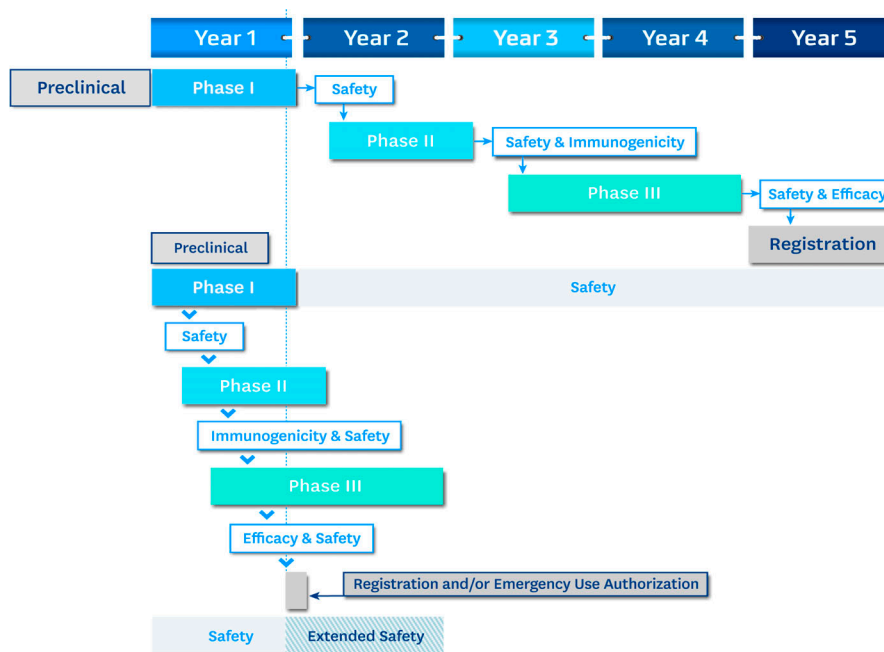 Year 1
Year 2
Year 3
Year 4
Year 5
Preclinical
Phase I
Safety
Phase II
Safety & Immunogenicity
Phase III
Safety & Efficacy
Registration
Preclinical
Phase I
Safety
Safety
Phase II
Immunogenicity & Safety
Phase III
Efficacy & Safety
Registration and/or Emergency Use Authorization
Safety
Extended Safety